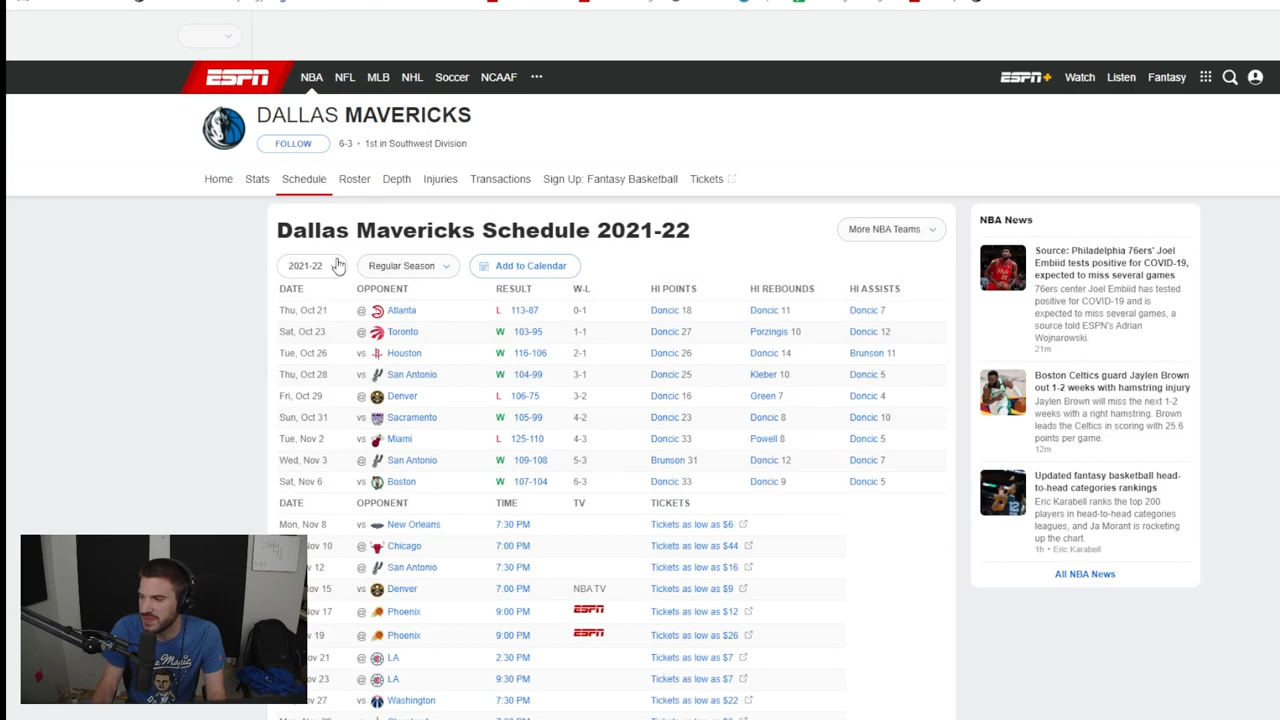 ESPN NBA NFL MLB NHL Soccer NCAAF ••• ESPN+ Watch Listen Fantasy
DALLAS MAVERICKS
FOLLOW 6-3 • 1st in Southwest Division
Home Stats Schedule Roster Depth Injuries Transactions Sign Up: Fantasy Basketball Tickets
Dallas Mavericks Schedule 2021-22 More NBA Teams
2021-22 Regular Season Add to Calendar
DATE OPPONENT RESULT W-L HI POINTS HI REBOUNDS HI ASSISTS
Thu, Oct 21 @ Atlanta L 113-87 0-1 Doncic 18 Doncic 11 Doncic 7
Sat, Oct 23 @ Toronto W 103-95 1-1 Doncic 27 Porzingis 10 Doncic 12
Tue, Oct 26 vs Houston W 116-106 2-1 Doncic 26 Doncic 14 Brunson 11
Thu, Oct 28 vs San Antonio W 104-99 3-1 Doncic 25 Kleber 10 Doncic 5
Fri, Oct 29 @ Denver L 106-75 3-2 Doncic 16 Green 7 Doncic 4
Sun, Oct 31 vs Sacramento W 105-99 4-2 Doncic 23 Doncic 8 Doncic 10
Tue, Nov 2 vs Miami L 125-110 4-3 Doncic 33 Powell 8 Doncic 5
Wed, Nov 3 @ San Antonio W 109-108 5-3 Brunson 31 Doncic 12 Doncic 7
Sat, Nov 6 vs Boston W 107-104 6-3 Doncic 33 Doncic 9 Doncic 5
DATE OPPONENT TIME TV TICKETS
Mon, Nov 8 vs New Orleans 7:30 PM Tickets as low as $6
Nov 10 @ Chicago 7:00 PM Tickets as low as $44
12 @ San Antonio 7:30 PM Tickets as low as $16
Nov 15 vs Denver 7:00 PM NBA TV Tickets as low as $9
Nov 17 @ Phoenix 9:00 PM ESPN Tickets as low as $12
19 @ Phoenix 9:00 PM ESPN Tickets as low as $26
21 @ LA 2:30 PM Tickets as low as $7
23 @ LA 9:30 PM Tickets as low as $7
27 vs Washington 7:30 PM Tickets as low as $22
NBA News
Source: Philadelphia 76ers' Joel
Embiid tests positive for COVID-19,
expected to miss several games
76ers center Joel Embiid has tested
positive for COVID-19 and is
expected to miss several games, a
source told ESPN's Adrian
Wojnarowski.
21m
Boston Celtics guard Jaylen Brown
out 1-2 weeks with hamstring injury
Jaylen Brown will miss the next 1-2
weeks with a right hamstring. Brown
leads the Celtics in scoring with 25.6
points per game.
12m
Updated fantasy basketball head-
to-head categories rankings
Eric Karabell ranks the top 200
players in head-to-head categories
leagues, and Ja Morant is rocketing
up the chart.
1h • Eric Karabell
All NBA News